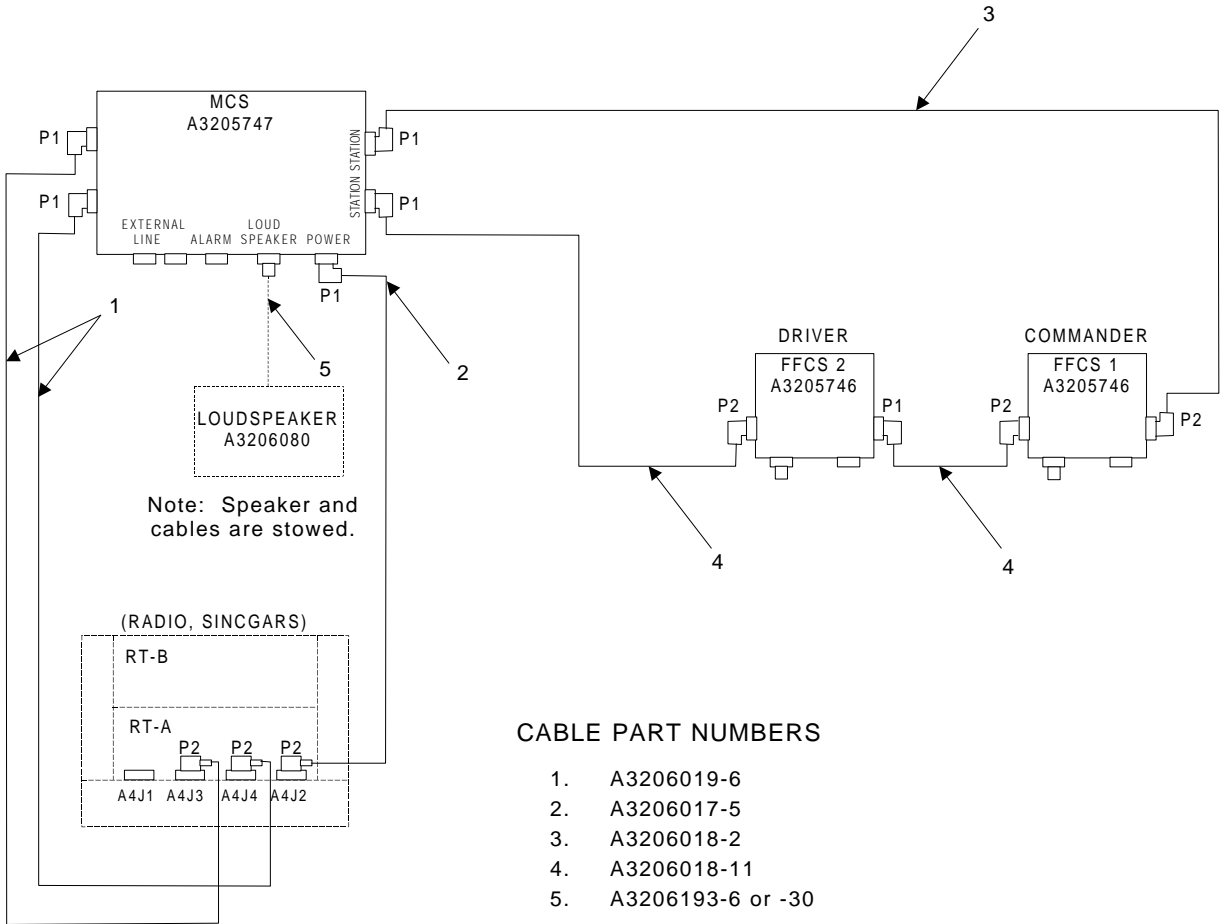 3
MCS
A3205747
P1
P1
STATION STATION
P1
P1
EXTERNAL
LINE
ALARM
LOUD
SPEAKER
POWER
P1
1
5
2
DRIVER
COMMANDER
FFCS 2
A3205746
FFCS 1
A3205746
P2
P1
P2
P2
LOUDSPEAKER
A3206080
Note: Speaker and
cables are stowed.
4
4
(RADIO, SINCGARS)
RT-B
RT-A
P2
P2
P2
A4J1
A4J3
A4J4
A4J2
CABLE PART NUMBERS
1. A3206019-6
2. A3206017-5
3. A3206018-2
4. A3206018-11
5. A3206193-6 or -30